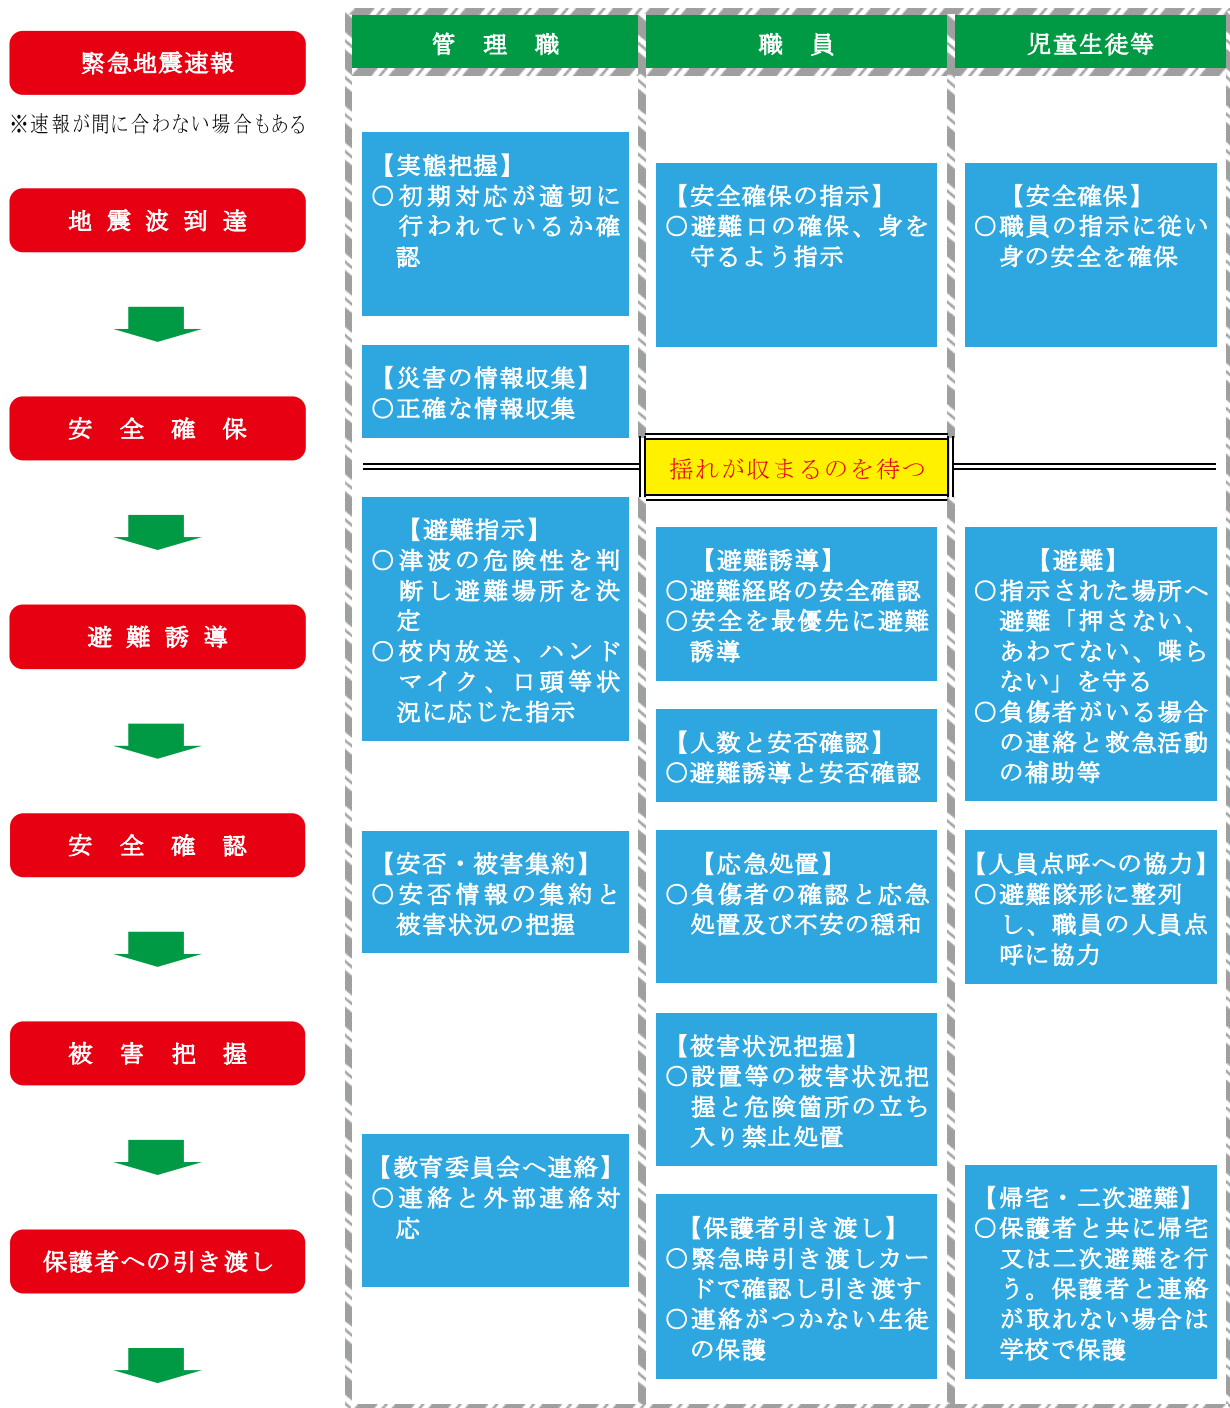 緊急地震速報
※速報が間に合わない場合もある
地震波到達
安全確保
避難誘導
安全確認
被害把握
保護者への引き渡し
管理職
【実態把握】
〇初期対応が適切に
行われているか確
認
【災害の情報収集】
〇正確な情報収集
職員
【安全確保の指示】
〇避難口の確保、身を
守るよう指示
児童生徒等
【安全確保】
〇職員の指示に従い
身の安全を確保
揺れが収まるのを待つ
【避難指示】
〇津波の危険性を判
断し避難場所を決
定
〇校内放送、ハンド
マイク、口頭等状
況に応じた指示
【安否・被害集約】
〇安否情報の集約と
被害状況の把握
【教育委員会へ連絡】
〇連絡と外部連絡対
応
【避難誘導】
〇避難経路の安全確認
〇安全を最優先に避難
誘導
【人数と安否確認】
〇避難誘導と安否確認
【応急処置】
〇負傷者の確認と応急
処置及び不安の穏和
【被害状況把握】
〇設置等の被害状況把
握と危険箇所の立ち
入り禁止処置
【保護者引き渡し】
〇緊急時引き渡しカー
ドで確認し引き渡す
〇連絡がつかない生徒
の保護
【避難】
〇指示された場所へ
避難「押さない、
あわてない、喋ら
ない」を守る
〇負傷者がいる場合
の連絡と救急活動
の補助等
【人員点呼への協力】
〇避難隊形に整列
し、職員の人員点
呼に協力
【帰宅・二次避難】
〇保護者と共に帰宅
又は二次避難を行
う。保護者と連絡
が取れない場合は
学校で保護